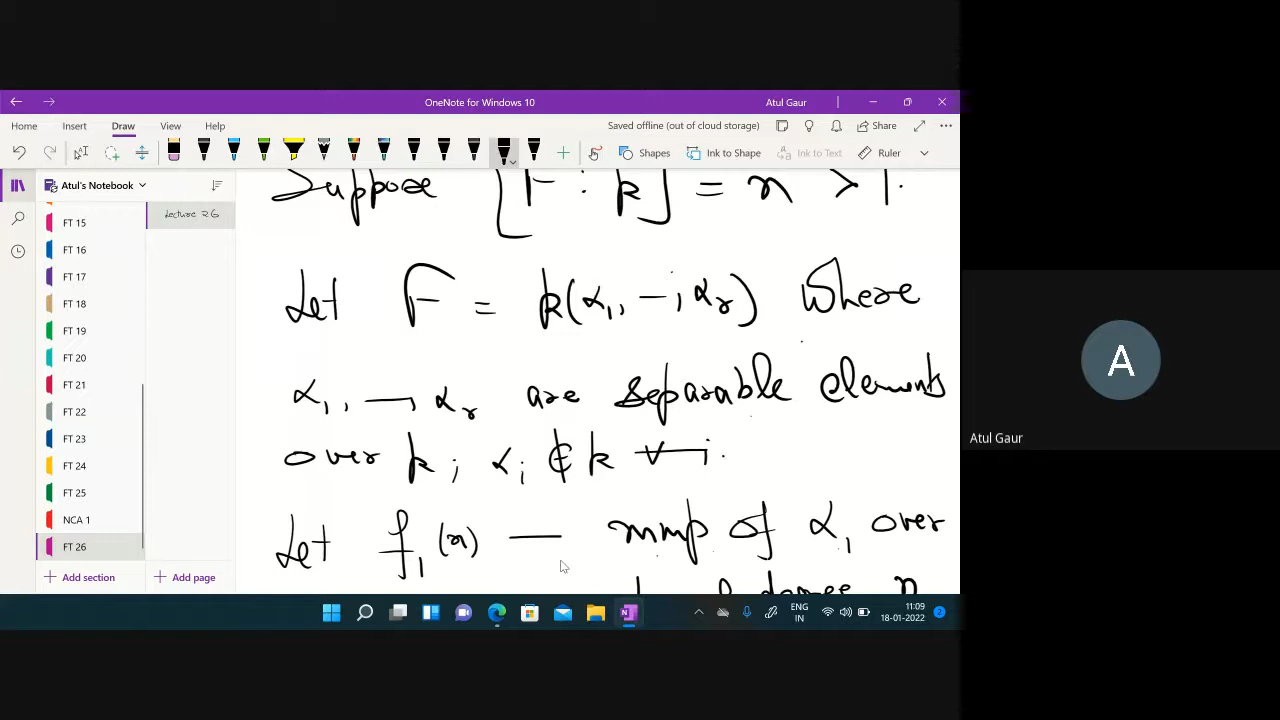 OneNote for Windows 10
Atul Gaur
Home Insert Draw View Help
Saved offline (out of cloud storage)
Share
Shapes
Ink to Shape
Ink to Text
Ruler
Atul's Notebook
Lecture 26
FT 15
FT 16
FT 17
FT 18
FT 19
FT 20
FT 21
FT 22
FT 23
FT 24
FT 25
NCA 1
FT 26
Add section
Add page
Suppose [F : k] = n > 1.
Let F = k(α₁, —, αᵣ) where
α₁, —, αᵣ are separable elements
over k ; αᵢ ∉ k ∀ i.
Let f₁(x) — mmp of α₁ over
degree
ENG
IN
11:09
18-01-2022
2
A
Atul Gaur